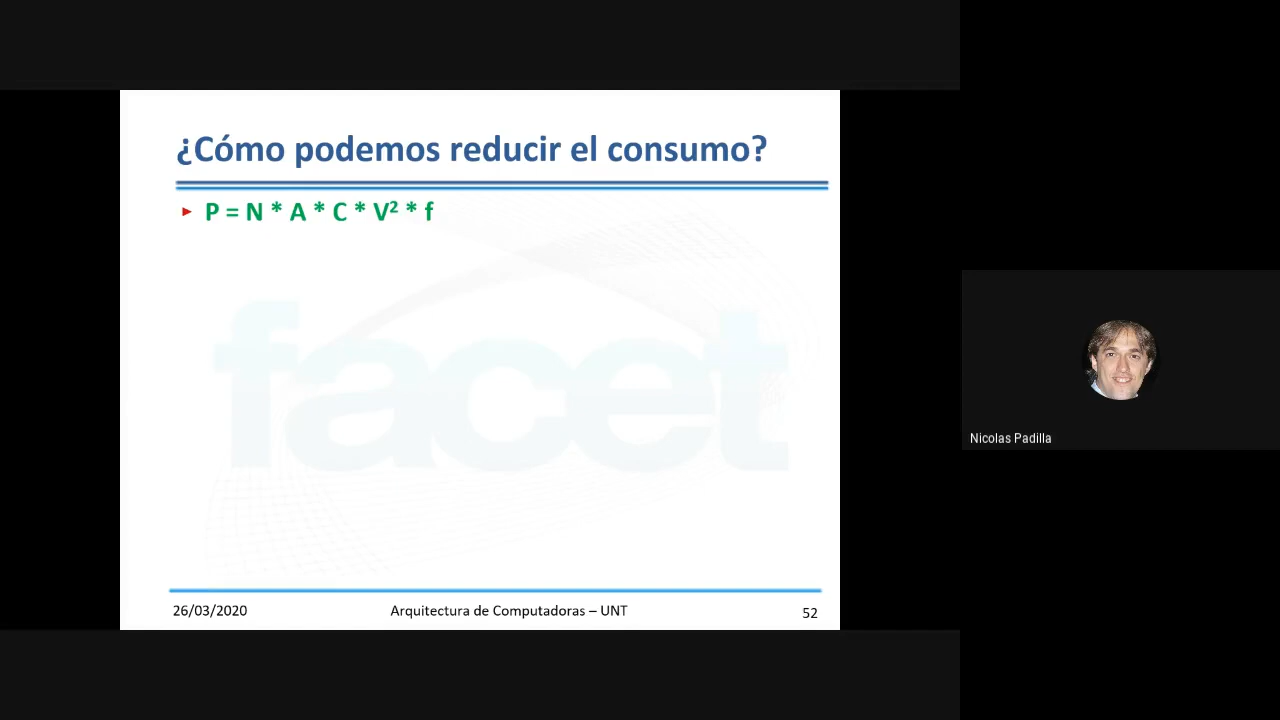 ¿Cómo podemos reducir el consumo?
► P = N * A * C * V² * f
facet
26/03/2020
Arquitectura de Computadoras – UNT
52
Nicolas Padilla